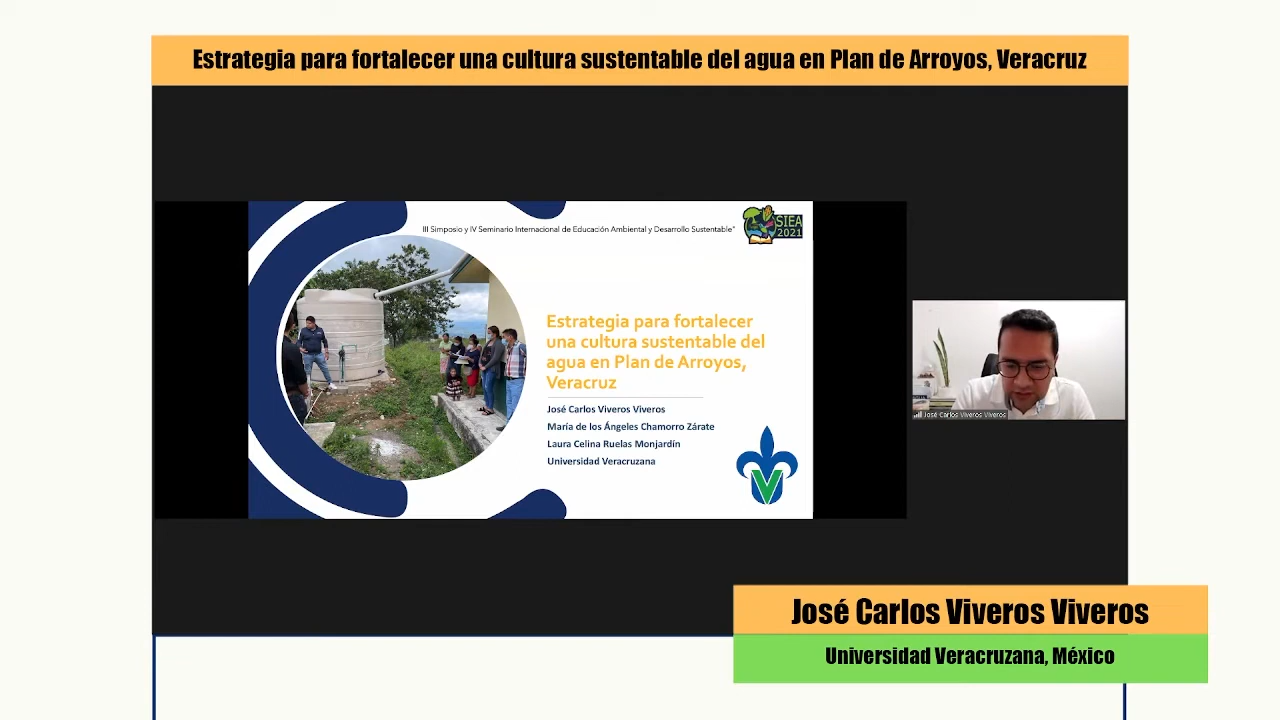 Estrategia para fortalecer una cultura sustentable del agua en Plan de Arroyos, Veracruz
III Simposio y IV Seminario Internacional de Educación Ambiental y Desarrollo Sustentable"
SIEA
2021
Estrategia para fortalecer
una cultura sustentable del
agua en Plan de Arroyos,
Veracruz
José Carlos Viveros Viveros
María de los Ángeles Chamorro Zárate
Laura Celina Ruelas Monjardín
Universidad Veracruzana
José Carlos Viveros Viveros
José Carlos Viveros Viveros
Universidad Veracruzana, México